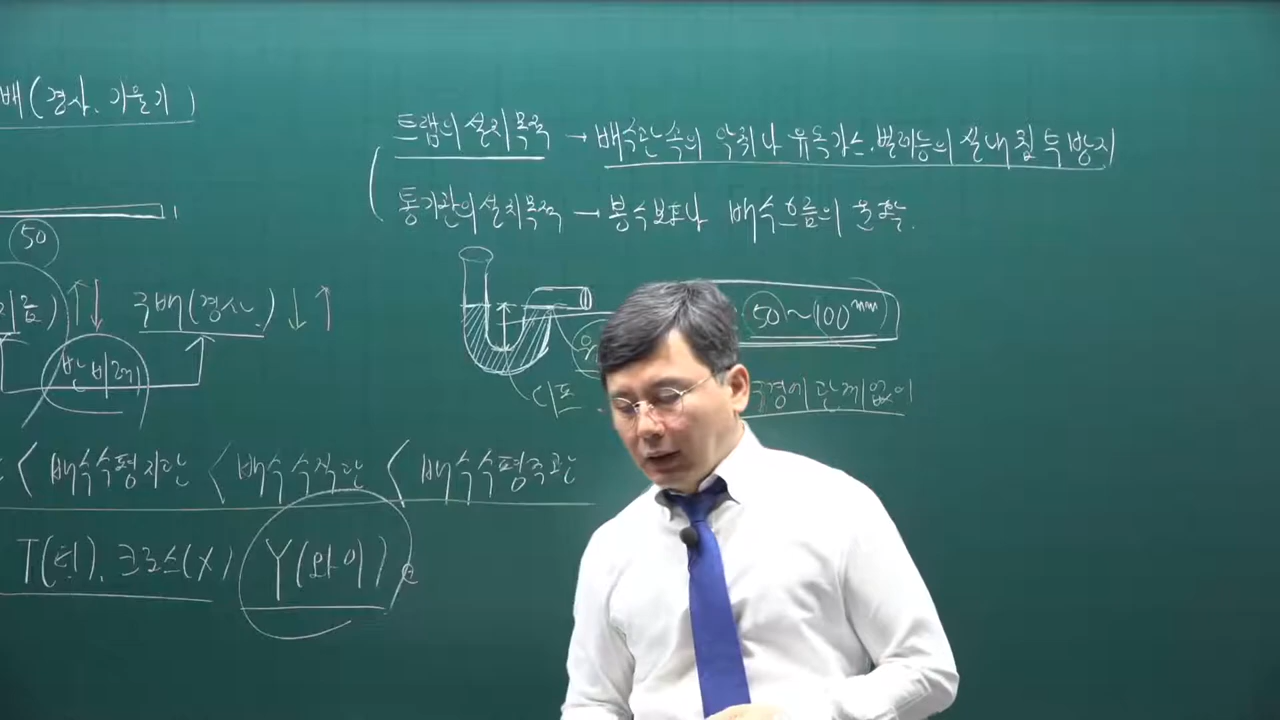 배(경사. 기울기)
50
구배(경사)
반비례
< 배수수평지관 < 배수수직관 < 배수수평주관
T(티). 크로스(X) Y(와이)
트랩의 설치목적 → 배수관 속의 악취나 유독가스.벌레등의 실내침투방지
통기관의 설치목적 → 봉수보호나 배수흐름의 원활.
50~100mm
디프
관계없이